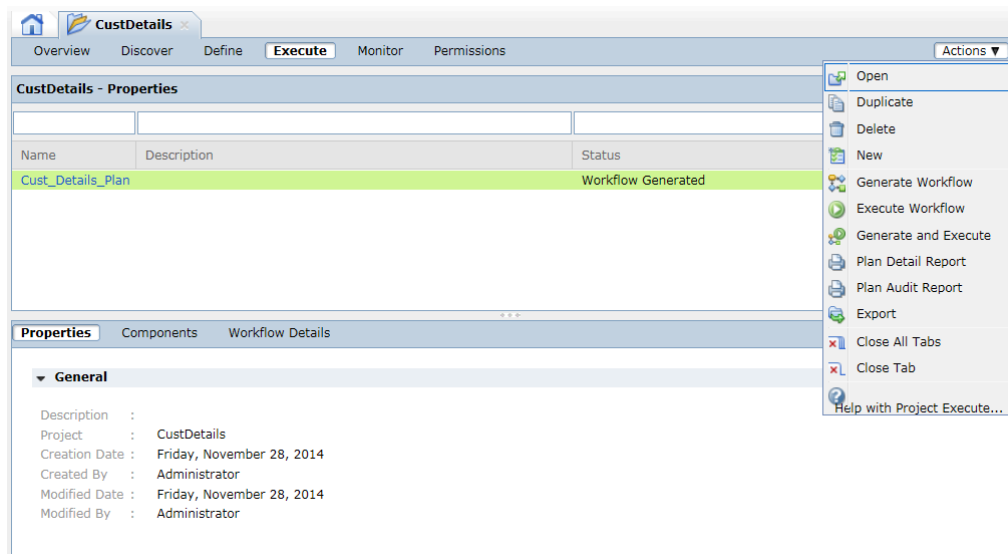 CustDetails
Overview Discover Define Execute Monitor Permissions Actions ▼
CustDetails - Properties
Name Description Status
Cust_Details_Plan Workflow Generated
Open
Duplicate
Delete
New
Generate Workflow
Execute Workflow
Generate and Execute
Plan Detail Report
Plan Audit Report
Export
Close All Tabs
Close Tab
Help with Project Execute...
Properties Components Workflow Details
General
Description :
Project : CustDetails
Creation Date : Friday, November 28, 2014
Created By : Administrator
Modified Date : Friday, November 28, 2014
Modified By : Administrator